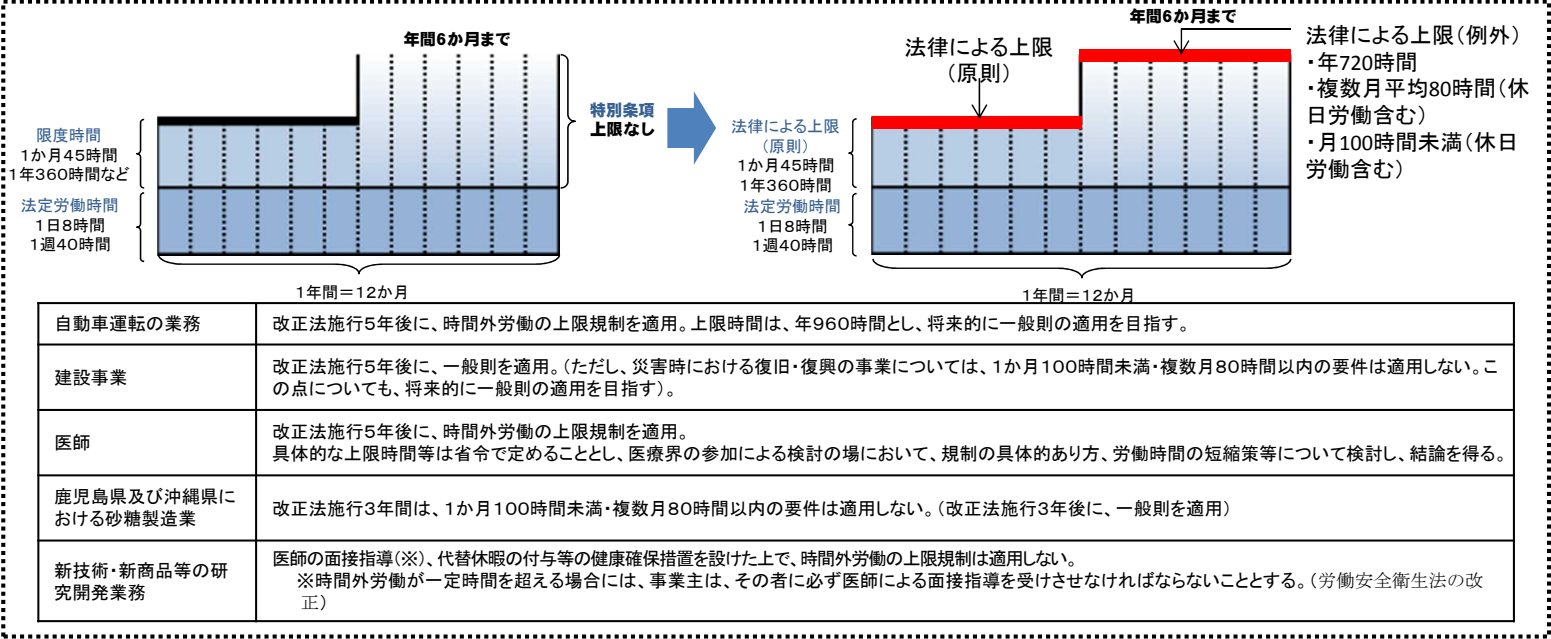 年間6か月まで
限度時間
1か月45時間
1年360時間など
法定労働時間
1日8時間
1週40時間
特別条項
上限なし
1年間＝12か月
年間6か月まで
法律による上限
（原則）
法律による上限（例外）
・年720時間
・複数月平均80時間（休
日労働含む）
・月100時間未満（休日
労働含む）
法律による上限
（原則）
1か月45時間
1年360時間
法定労働時間
1日8時間
1週40時間
1年間＝12か月
自動車運転の業務
改正法施行5年後に、時間外労働の上限規制を適用。上限時間は、年960時間とし、将来的に一般則の適用を目指す。
建設事業
改正法施行5年後に、一般則を適用。（ただし、災害時における復旧・復興の事業については、1か月100時間未満・複数月80時間以内の要件は適用しない。こ
の点についても、将来的に一般則の適用を目指す）。
医師
改正法施行5年後に、時間外労働の上限規制を適用。
具体的な上限時間等は省令で定めることとし、医療界の参加による検討の場において、規制の具体的あり方、労働時間の短縮策等について検討し、結論を得る。
鹿児島県及び沖縄県に
おける砂糖製造業
改正法施行3年間は、1か月100時間未満・複数月80時間以内の要件は適用しない。（改正法施行3年後に、一般則を適用）
新技術・新商品等の研
究開発業務
医師の面接指導（※）、代替休暇の付与等の健康確保措置を設けた上で、時間外労働の上限規制は適用しない。
※時間外労働が一定時間を超える場合には、事業主は、その者に必ず医師による面接指導を受けさせなければならないこととする。（労働安全衛生法の改
正）